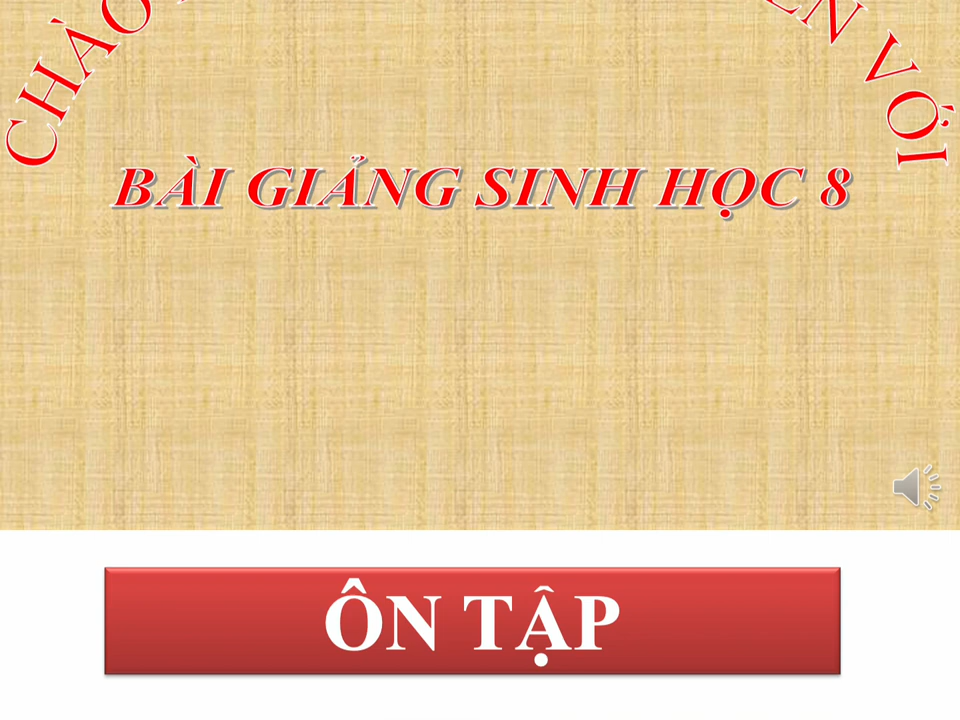 CHÀO VỚI
BÀI GIẢNG SINH HỌC 8
ÔN TẬP